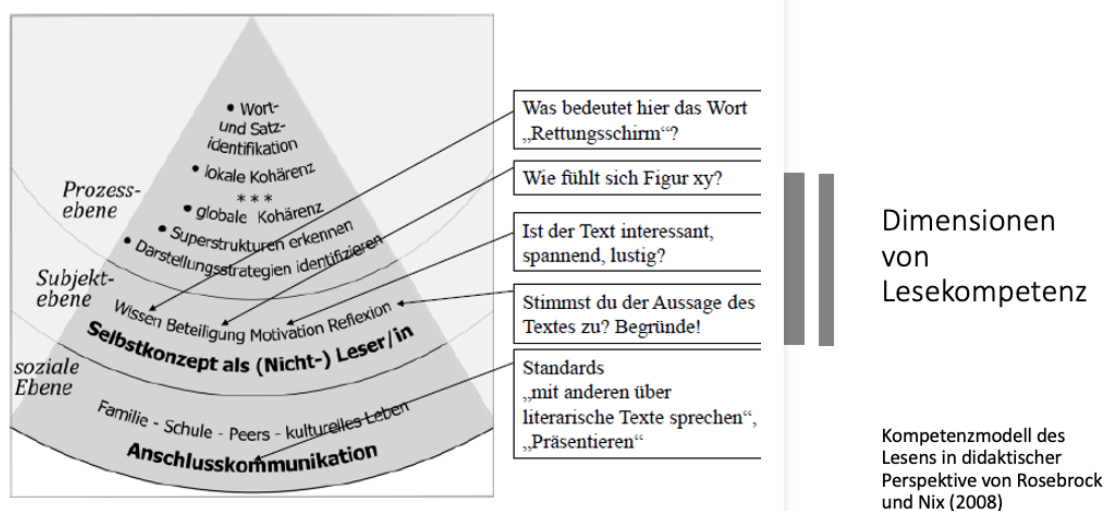 • Wort-
und Satz-
identifikation
• lokale Kohärenz
***
• globale Kohärenz
• Superstrukturen erkennen
• Darstellungsstrategien identifizieren
Prozess-
ebene
Subjekt-
ebene
Wissen Beteiligung Motivation Reflexion
Selbstkonzept als (Nicht-) Leser/in
soziale
Ebene
Familie - Schule - Peers - kulturelles Leben
Anschlusskommunikation
Was bedeutet hier das Wort
„Rettungsschirm“?
Wie fühlt sich Figur xy?
Ist der Text interessant,
spannend, lustig?
Stimmst du der Aussage des
Textes zu? Begründe!
Standards
„mit anderen über
literarische Texte sprechen“,
„Präsentieren“
Dimensionen
von
Lesekompetenz
Kompetenzmodell des
Lesens in didaktischer
Perspektive von Rosebrock
und Nix (2008)